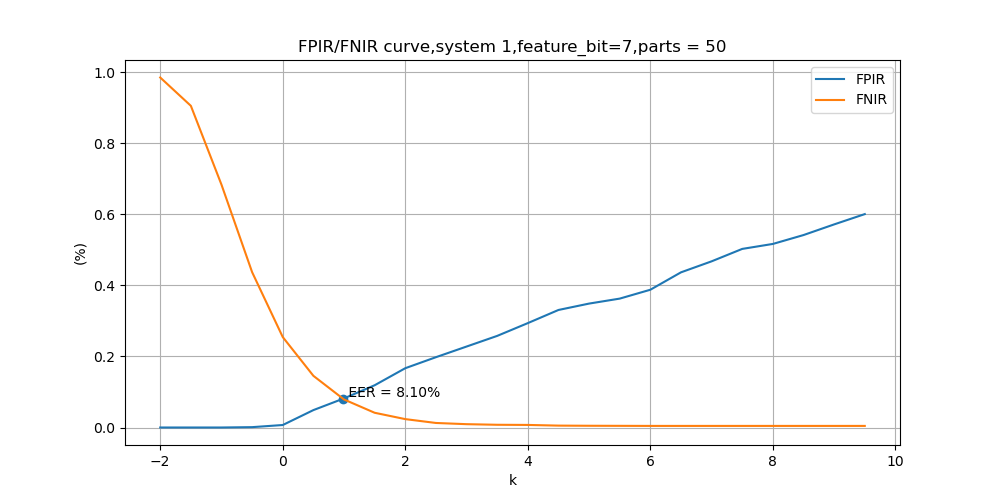 FPIR/FNIR curve,system 1,feature_bit=7,parts = 50
FPIR
FNIR
1.0
0.8
0.6
0.4
0.2
0.0
(%)
EER = 8.10%
−2
0
2
4
6
8
10
k